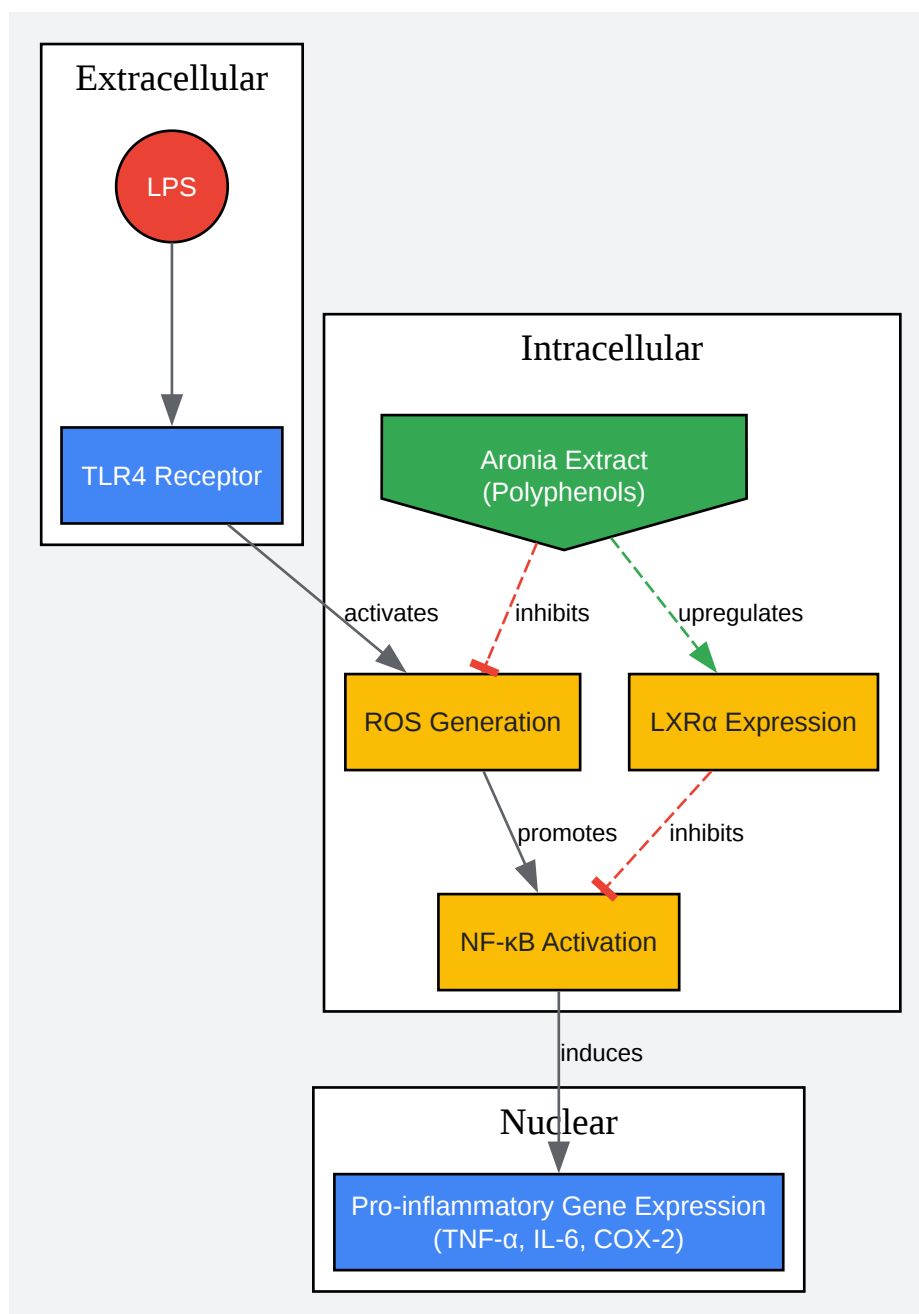 Extracellular
LPS
TLR4 Receptor
Intracellular
Aronia Extract
(Polyphenols)
activates
inhibits
upregulates
ROS Generation
LXRα Expression
promotes
inhibits
NF-κB Activation
induces
Nuclear
Pro-inflammatory Gene Expression
(TNF-α, IL-6, COX-2)